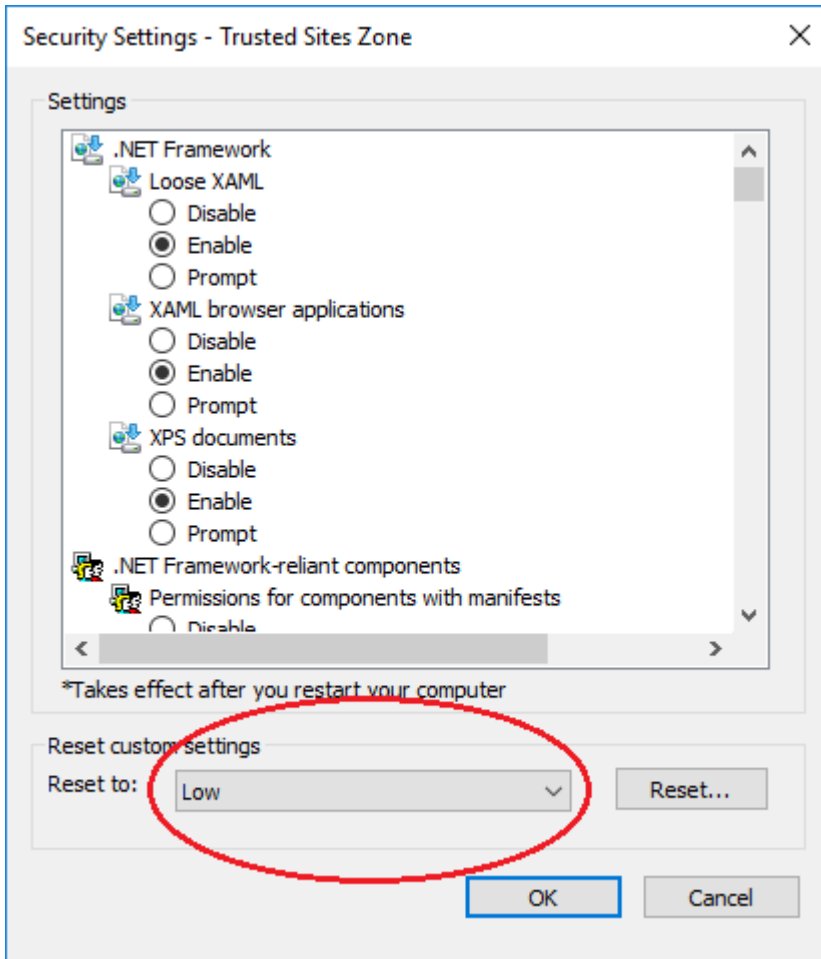 Security Settings - Trusted Sites Zone
Settings
.NET Framework
Loose XAML
Disable
Enable
Prompt
XAML browser applications
Disable
Enable
Prompt
XPS documents
Disable
Enable
Prompt
.NET Framework-reliant components
Permissions for components with manifests
Disable
*Takes effect after you restart your computer
Reset custom settings
Reset to: Low Reset...
OK Cancel